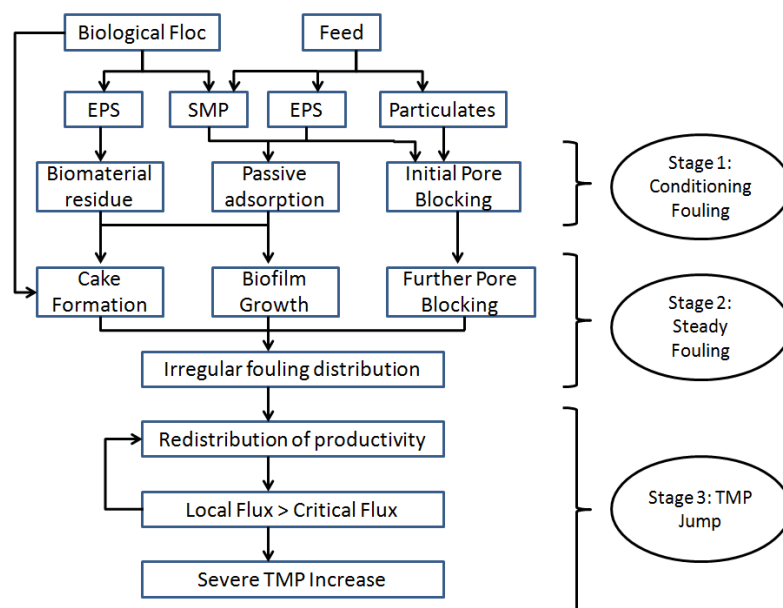 Biological Floc
Feed
EPS
SMP
EPS
Particulates
Biomaterial
residue
Passive
adsorption
Initial Pore
Blocking
Stage 1:
Conditioning
Fouling
Cake
Formation
Biofilm
Growth
Further Pore
Blocking
Stage 2:
Steady
Fouling
Irregular fouling distribution
Redistribution of productivity
Local Flux > Critical Flux
Severe TMP Increase
Stage 3: TMP
Jump